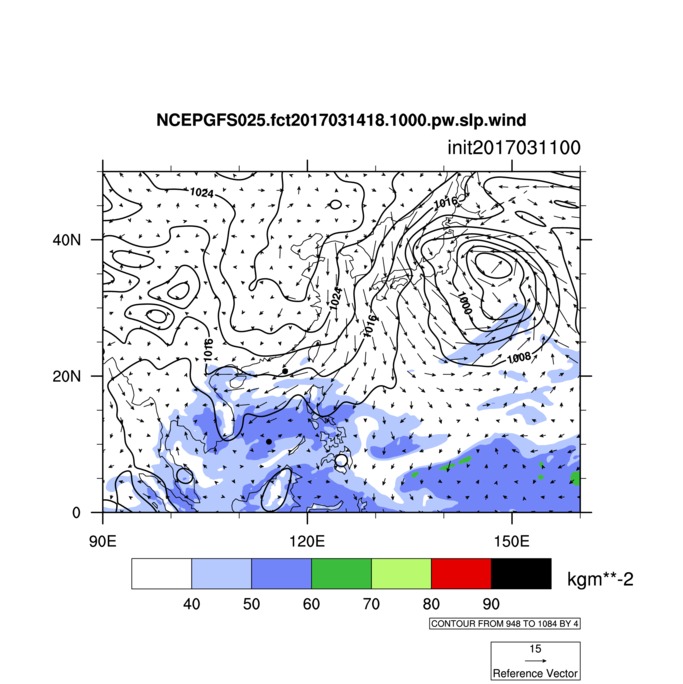 NCEPGFS025.fct2017031418.1000.pw.slp.wind
init2017031100
1024
1016
40N
1024
1000
1016
1016
1008
20N
0
90E 120E 150E
40 50 60 70 80 90
kgm**-2
CONTOUR FROM 948 TO 1084 BY 4
15
Reference Vector